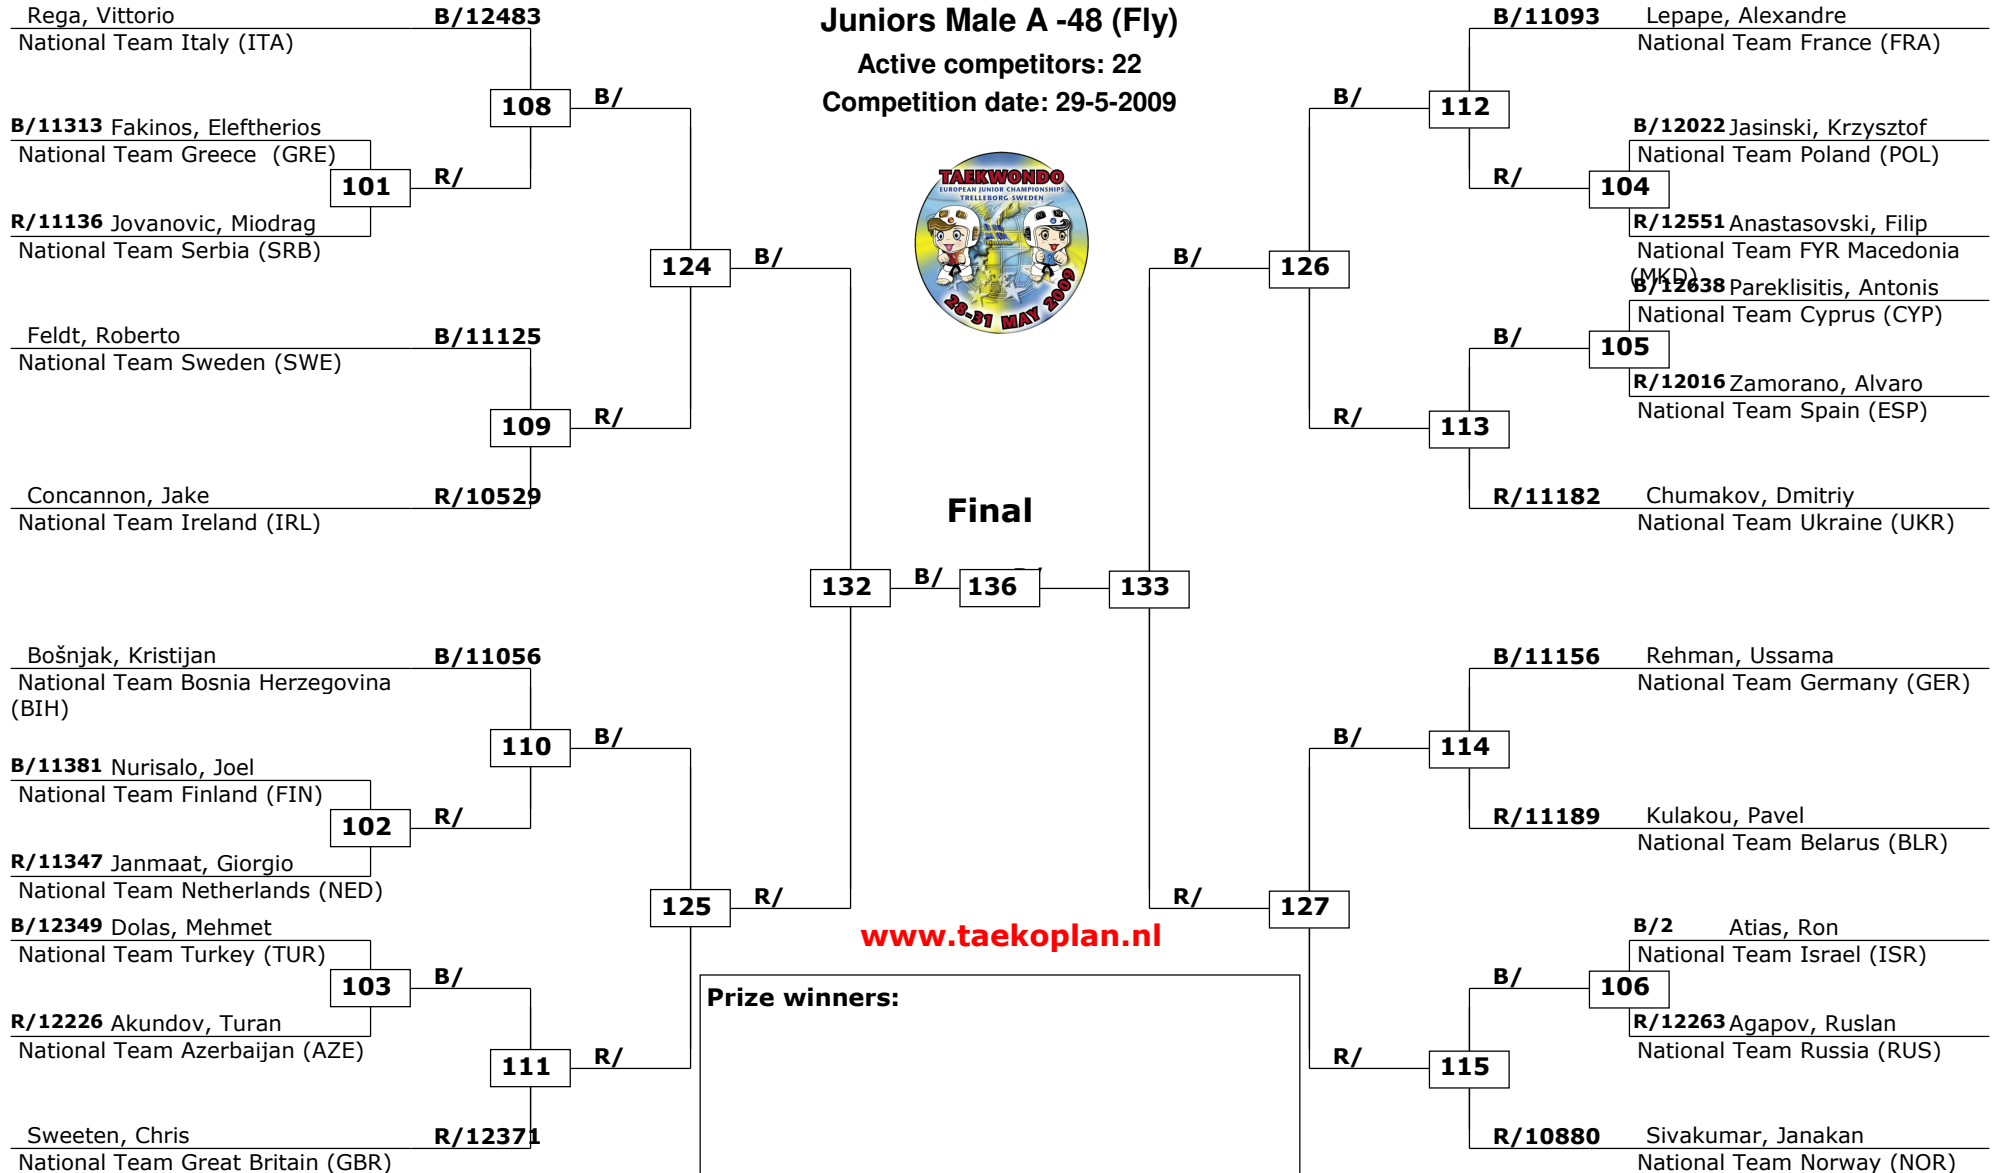 Juniors Male A -48 (Fly)
Active competitors: 22
Competition date: 29-5-2009
TAEKWONDO
EUROPEAN JUNIOR CHAMPIONSHIPS
TRELLEBORG SWEDEN
28-31 MAY 2009
Rega, Vittorio B/12483
National Team Italy (ITA)
108 B/
B/11313 Fakinos, Eleftherios
National Team Greece (GRE)
101 R/
R/11136 Jovanovic, Miodrag
National Team Serbia (SRB)
124 B/
Feldt, Roberto B/11125
National Team Sweden (SWE)
109 R/
Concannon, Jake R/10529
National Team Ireland (IRL)
132 B/
Bošnjak, Kristijan B/11056
National Team Bosnia Herzegovina
(BIH)
110 B/
B/11381 Nurisalo, Joel
National Team Finland (FIN)
102 R/
R/11347 Janmaat, Giorgio
National Team Netherlands (NED)
125 R/
B/12349 Dolas, Mehmet
National Team Turkey (TUR)
103 B/
R/12226 Akundov, Turan
National Team Azerbaijan (AZE)
111 R/
Sweeten, Chris R/12371
National Team Great Britain (GBR)
Final
136
B/11093 Lepape, Alexandre
National Team France (FRA)
B/ 112
B/12022 Jasinski, Krzysztof
National Team Poland (POL)
R/ 104
R/12551 Anastasovski, Filip
National Team FYR Macedonia
(MKD)
B/ 126
B/12638 Pareklisitis, Antonis
National Team Cyprus (CYP)
B/ 105
R/12016 Zamorano, Alvaro
National Team Spain (ESP)
R/ 113
R/11182 Chumakov, Dmitriy
National Team Ukraine (UKR)
133
B/11156 Rehman, Ussama
National Team Germany (GER)
B/ 114
R/11189 Kulakou, Pavel
National Team Belarus (BLR)
R/ 127
B/2 Atias, Ron
National Team Israel (ISR)
B/ 106
R/12263 Agapov, Ruslan
National Team Russia (RUS)
R/ 115
R/10880 Sivakumar, Janakan
National Team Norway (NOR)
www.taekoplan.nl
Prize winners: